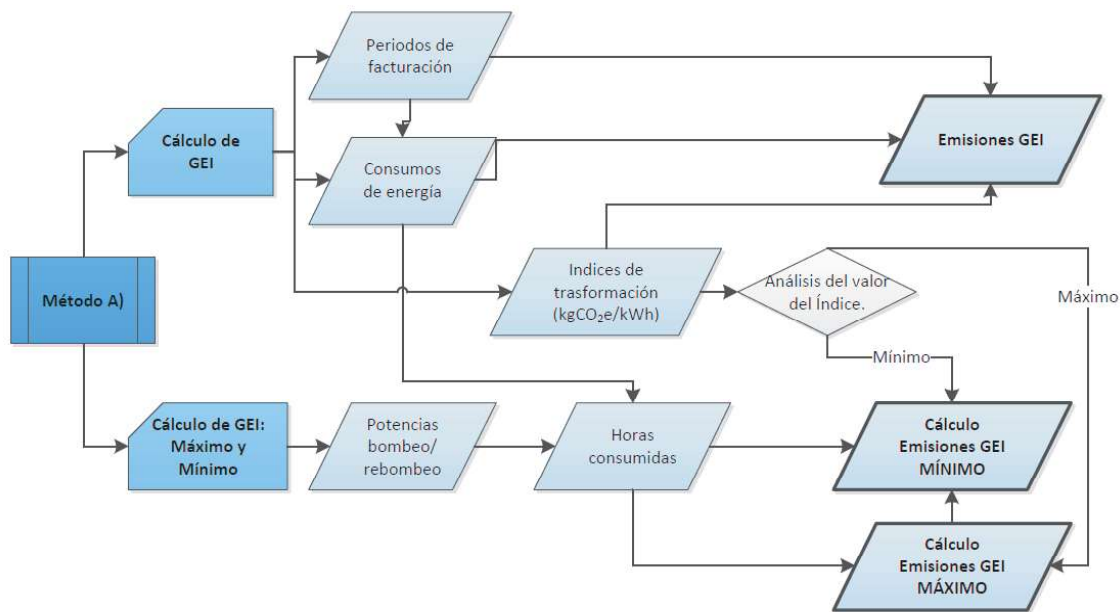 Periodos de
facturación
Cálculo de
GEI
Consumos
de energía
Emisiones GEI
Método A)
Indices de
trasformación
(kgCO₂e/kWh)
Análisis del valor
del Índice.
Máximo
Mínimo
Cálculo de GEI:
Máximo y
Mínimo
Potencias
bombeo/
rebombeo
Horas
consumidas
Cálculo
Emisiones GEI
MÍNIMO
Cálculo
Emisiones GEI
MÁXIMO